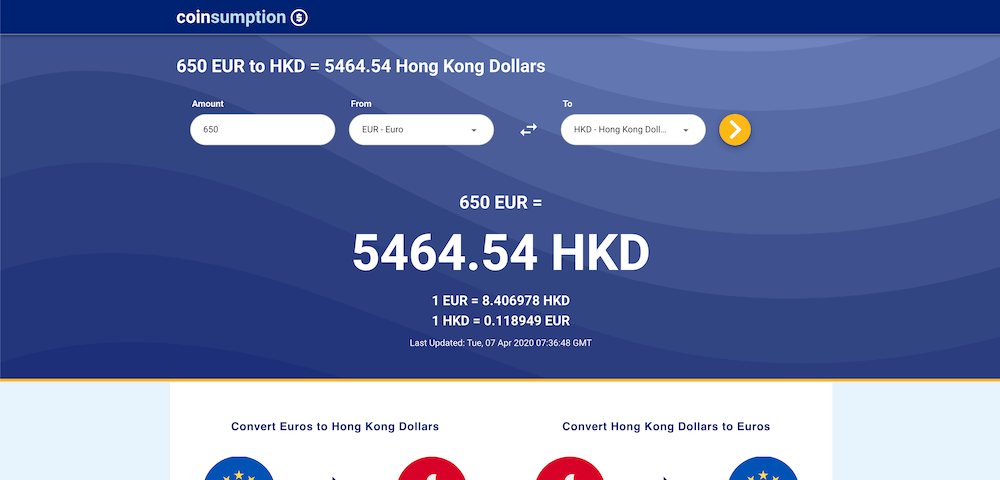 coinsumption $
650 EUR to HKD = 5464.54 Hong Kong Dollars
Amount From To
650 EUR - Euro HKD - Hong Kong Doll...
650 EUR =
5464.54 HKD
1 EUR = 8.406978 HKD
1 HKD = 0.118949 EUR
Last Updated: Tue, 07 Apr 2020 07:36:48 GMT
Convert Euros to Hong Kong Dollars Convert Hong Kong Dollars to Euros